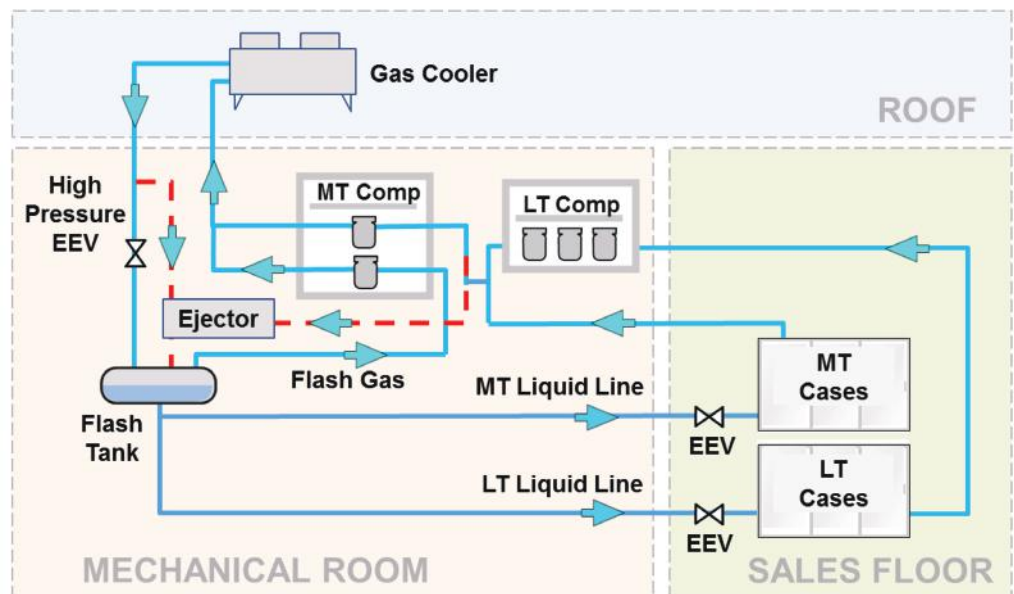 Gas Cooler
ROOF
High
Pressure
EEV
MT Comp
LT Comp
Ejector
Flash Gas
MT Liquid Line
MT
Cases
EEV
Flash
Tank
LT Liquid Line
LT
Cases
EEV
MECHANICAL ROOM
SALES FLOOR